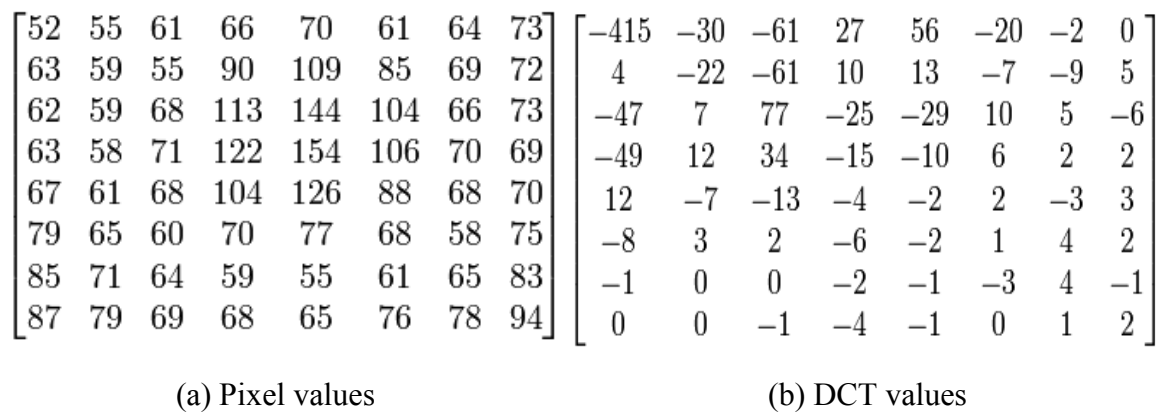 52 55 61 66 70 61 64 73 −415 −30 −61 27 56 −20 −2 0
63 59 55 90 109 85 69 72 4 −22 −61 10 13 −7 −9 5
62 59 68 113 144 104 66 73 −47 7 77 −25 −29 10 5 −6
63 58 71 122 154 106 70 69 −49 12 34 −15 −10 6 2 2
67 61 68 104 126 88 68 70 12 −7 −13 −4 −2 2 −3 3
79 65 60 70 77 68 58 75 −8 3 2 −6 −2 1 4 2
85 71 64 59 55 61 65 83 −1 0 0 −2 −1 −3 4 −1
87 79 69 68 65 76 78 94 0 0 −1 −4 −1 0 1 2
(a) Pixel values (b) DCT values